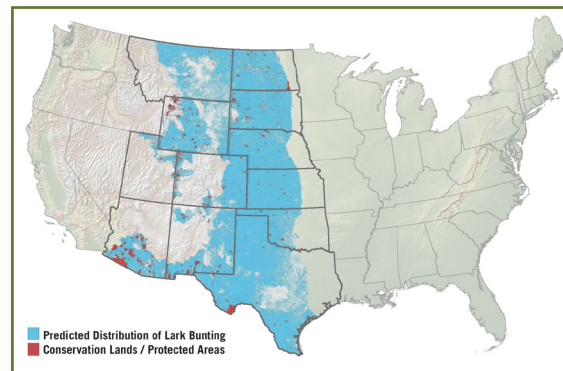 Predicted Distribution of Lark Bunting
Conservation Lands / Protected Areas